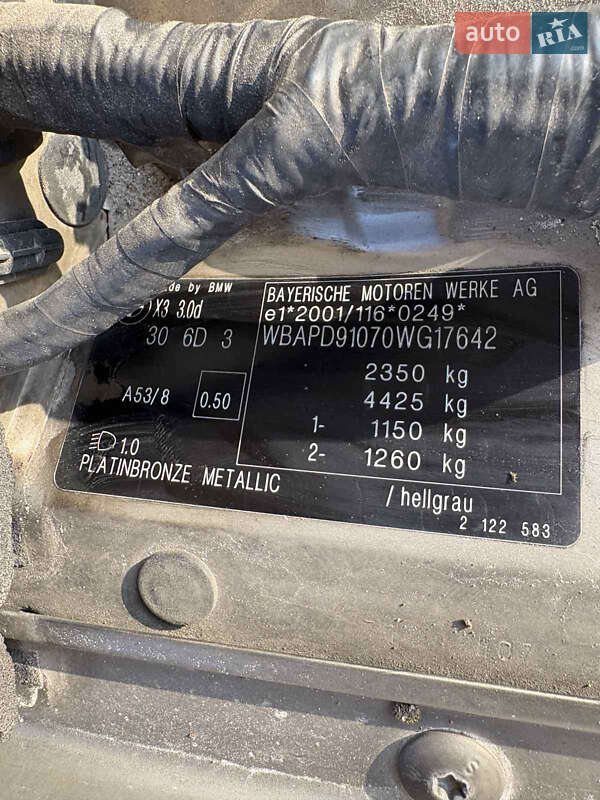 auto RIA
by BMW
X3 3.0d
30 6D 3
A53/8
0.50
1.0
PLATINBRONZE METALLIC
BAYERISCHE MOTOREN WERKE AG
e1*2001/116*0249*
WBAPD91070WG17642
2350 kg
4425 kg
1- 1150 kg
2- 1260 kg
/hellgrau
2 122 583